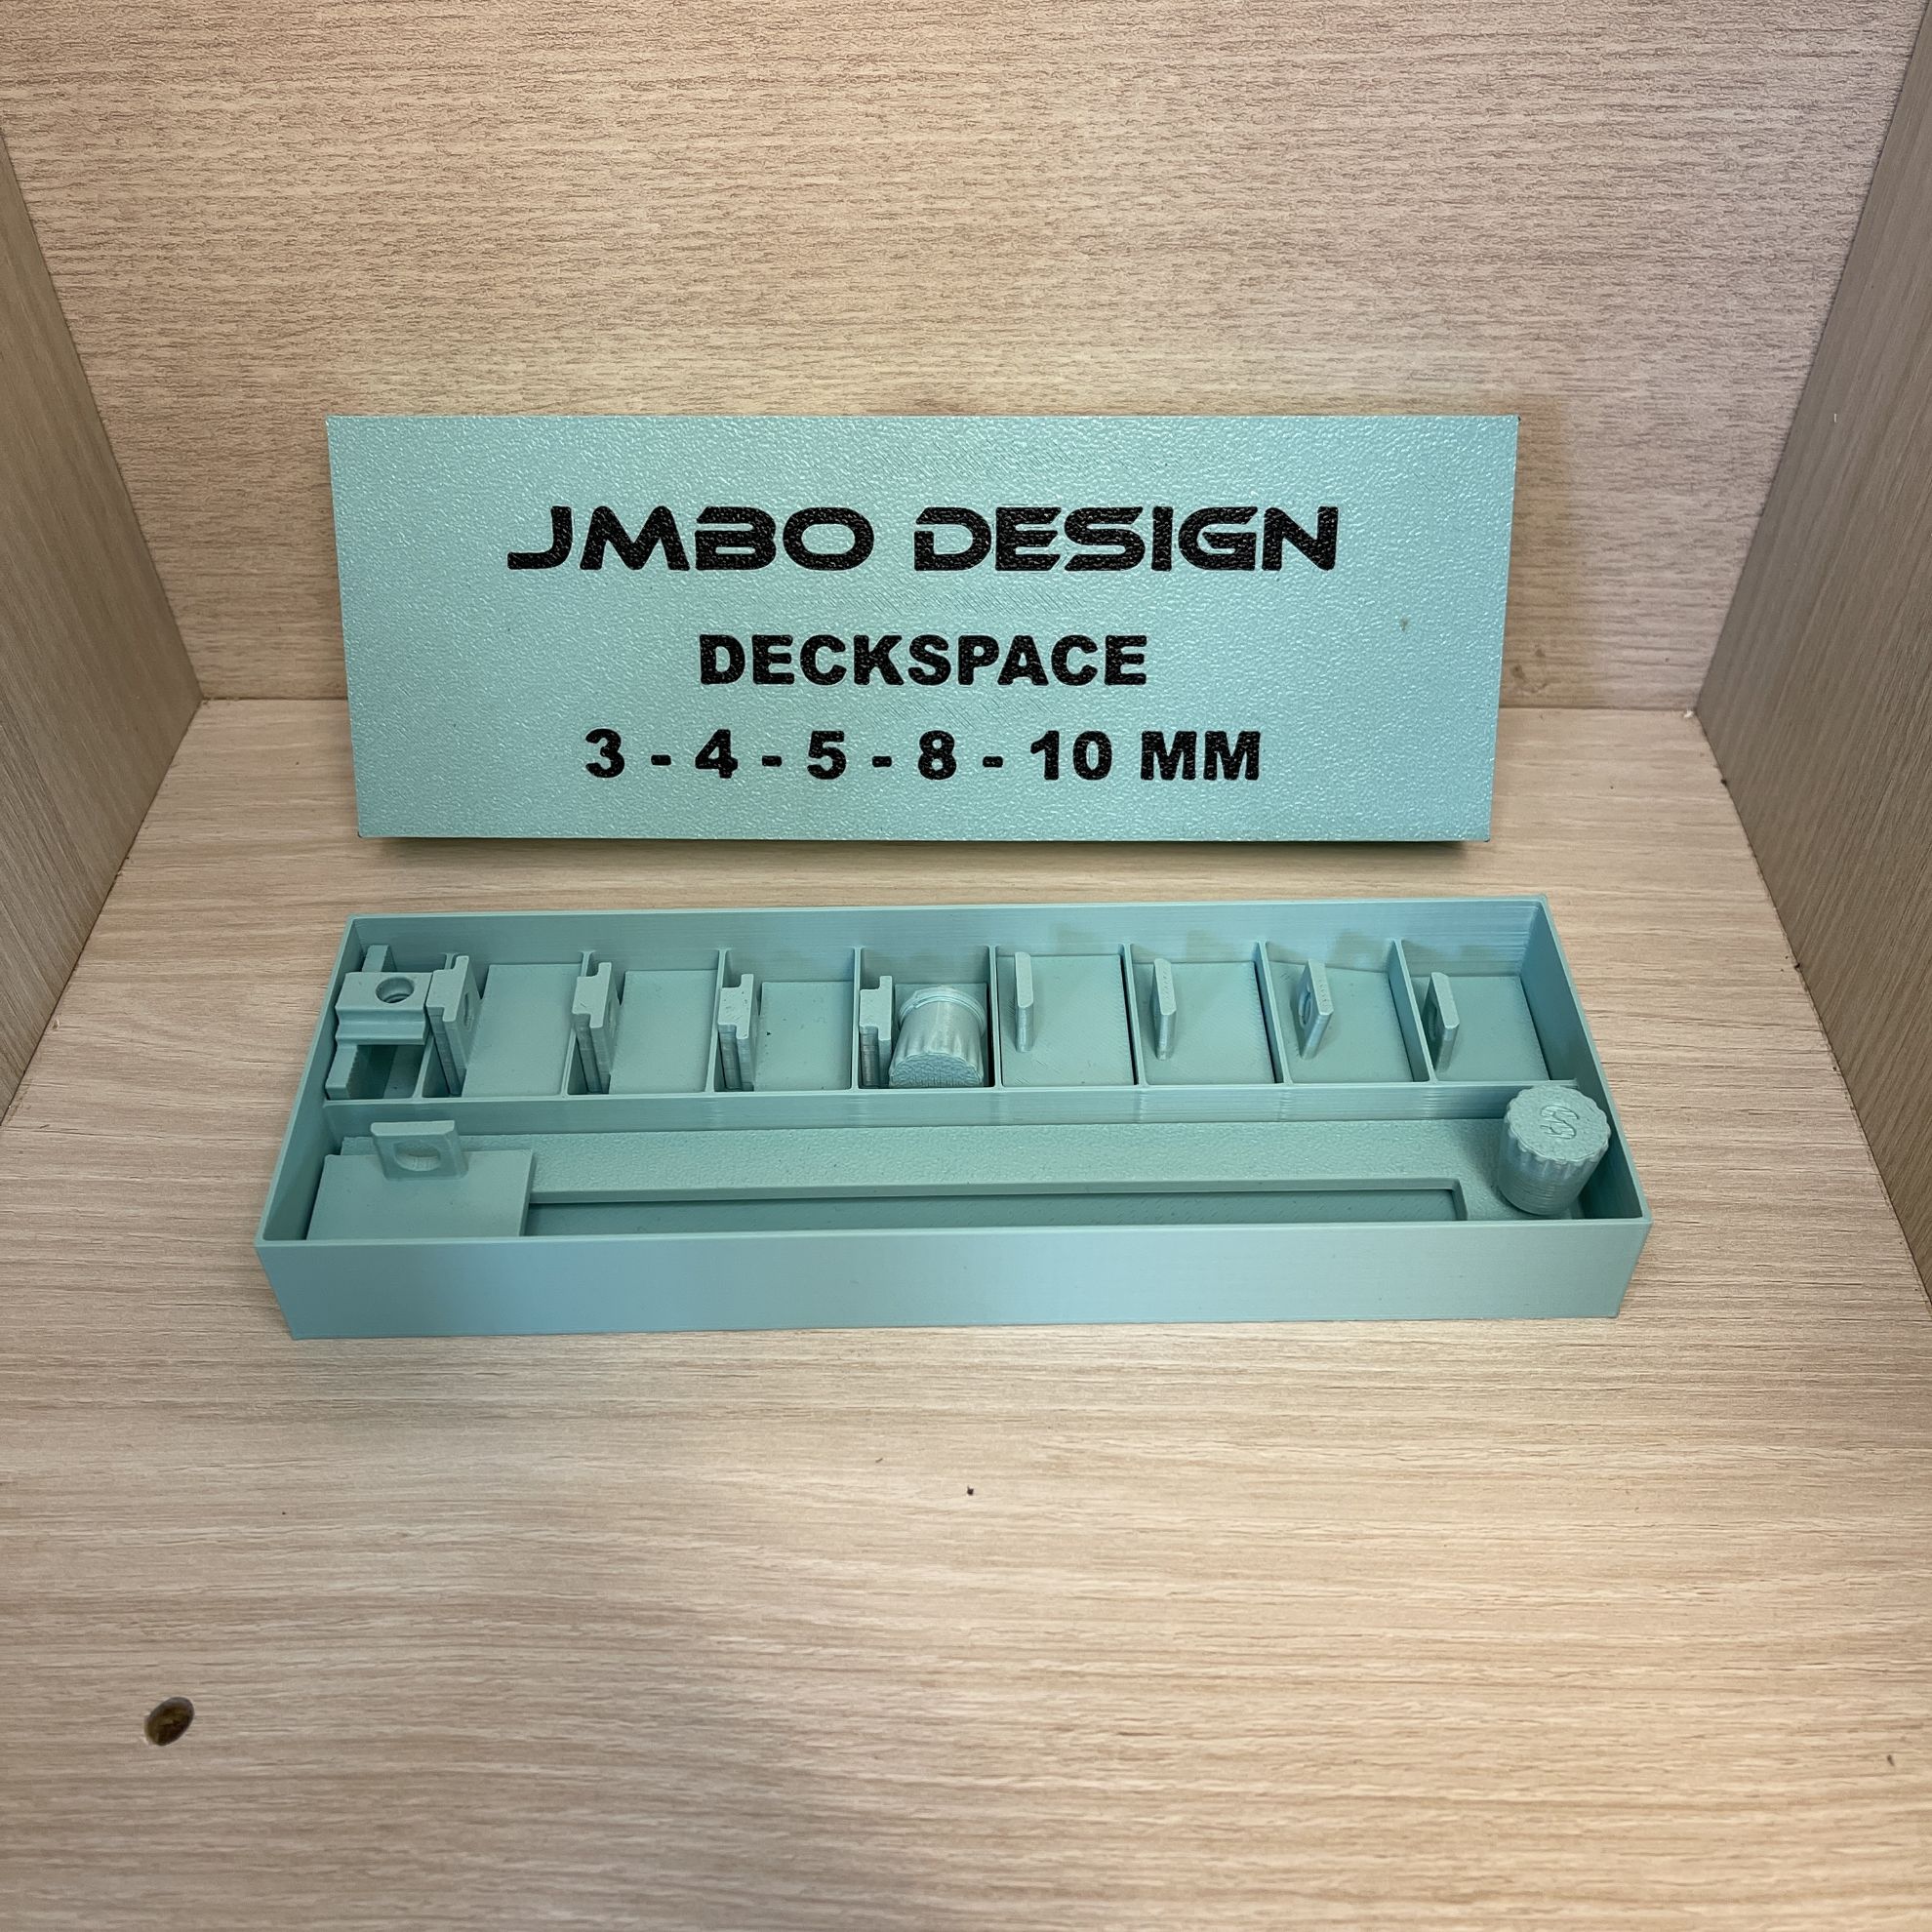 JMBO DESIGN
DECKSPACE
3 - 4 - 5 - 8 - 10 MM